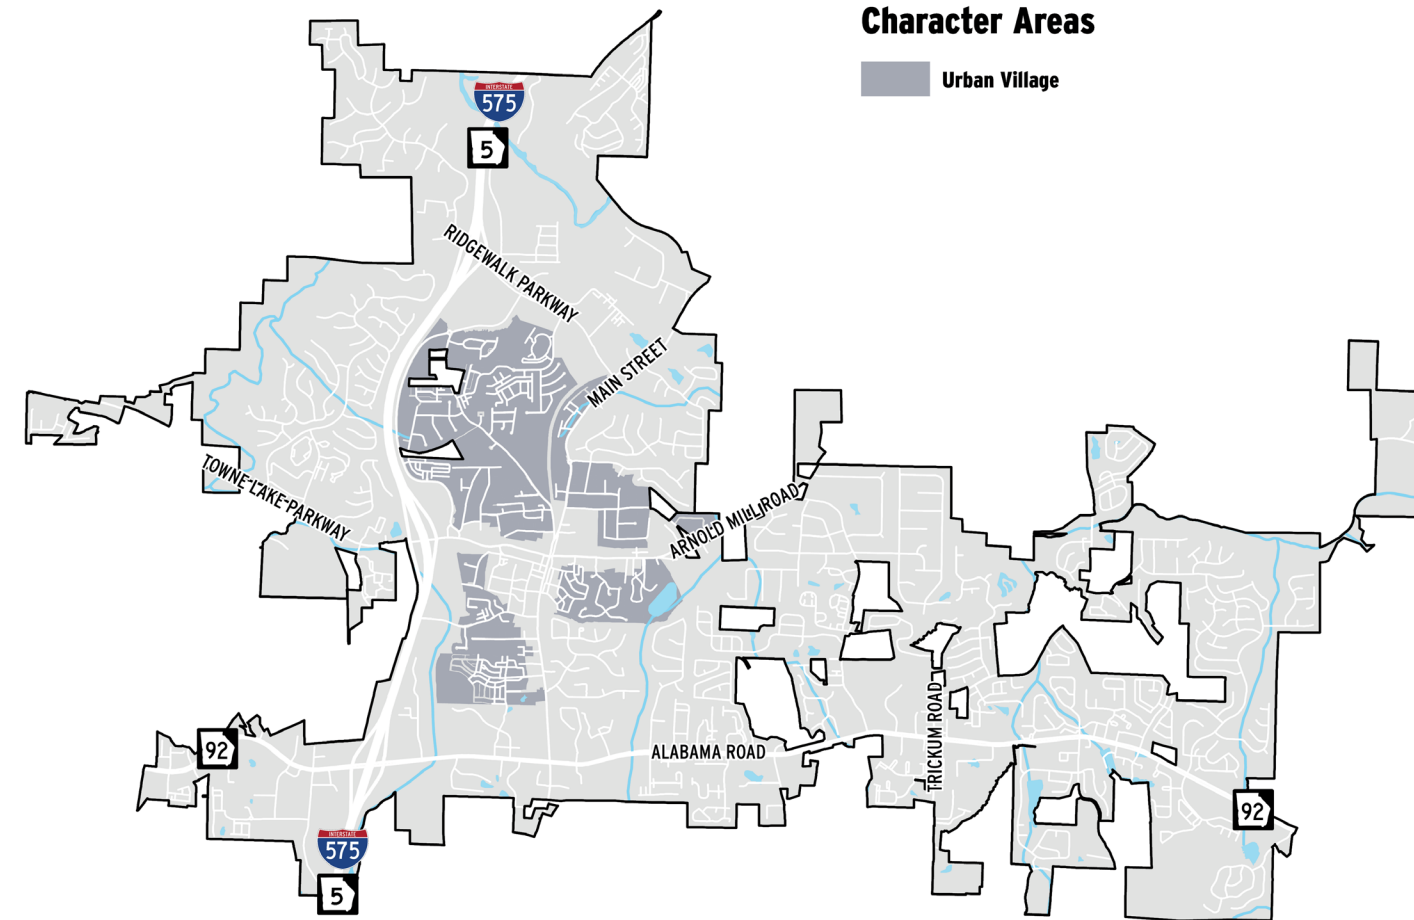 Character Areas
Urban Village
INTERSTATE
575
5
RIDGEWALK PARKWAY
MAIN STREET
TOWNE LAKE PARKWAY
ARNOLD MILL ROAD
TRICKUM ROAD
92
ALABAMA ROAD
92
INTERSTATE
575
5